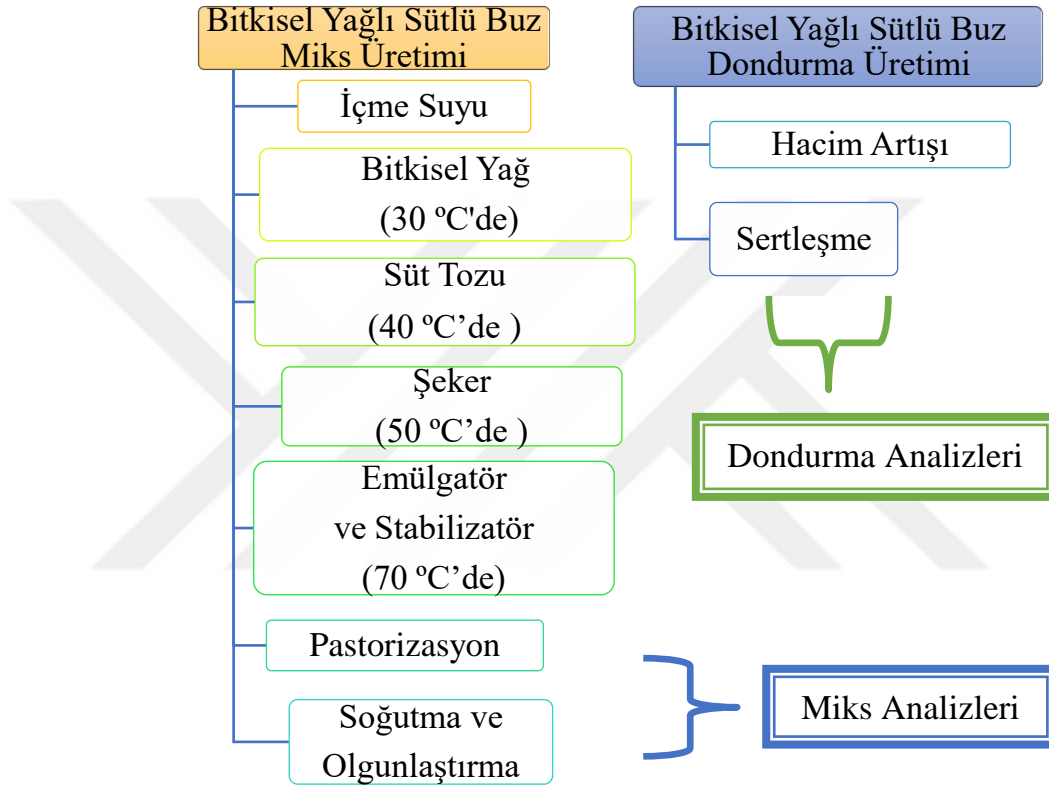 Bitkisel Yağlı Sütlü Buz
Miks Üretimi
İçme Suyu
Bitkisel Yağ
(30 ºC'de)
Süt Tozu
(40 ºC’de )
Şeker
(50 ºC’de )
Emülgatör
ve Stabilizatör
(70 ºC’de)
Pastorizasyon
Soğutma ve
Olgunlaştırma
Miks Analizleri
Bitkisel Yağlı Sütlü Buz
Dondurma Üretimi
Hacim Artışı
Sertleşme
Dondurma Analizleri